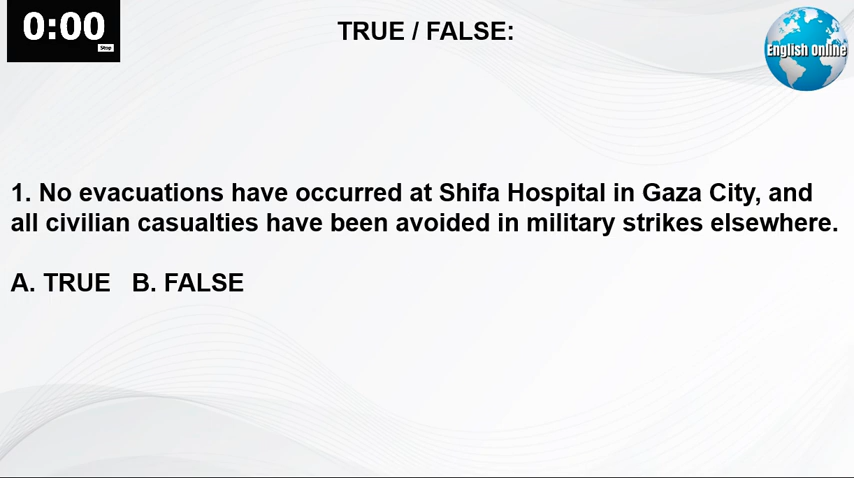 0:00
Stop
TRUE / FALSE:
English Online
1. No evacuations have occurred at Shifa Hospital in Gaza City, and
all civilian casualties have been avoided in military strikes elsewhere.
A. TRUE   B. FALSE